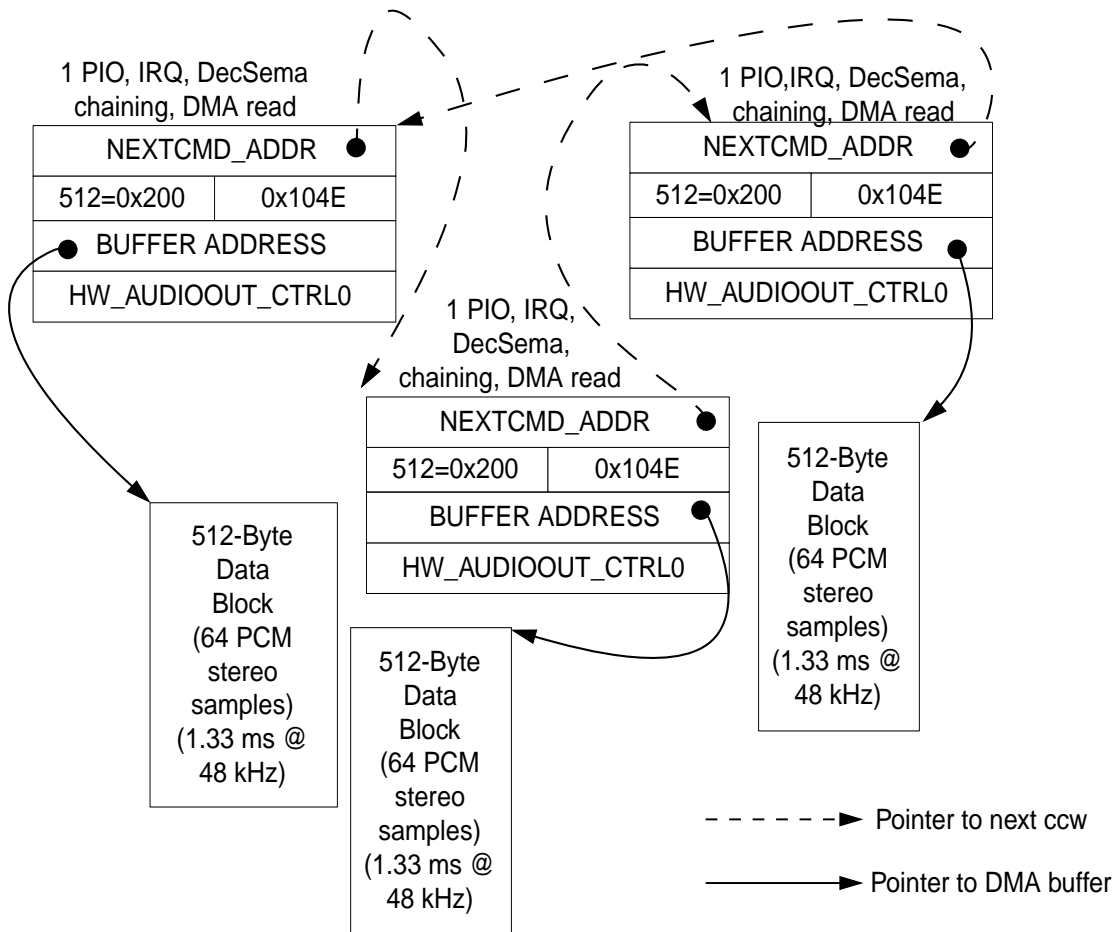 1 PIO, IRQ, DecSema
chaining, DMA read
NEXTCMD_ADDR
512=0x200 0x104E
BUFFER ADDRESS
HW_AUDIOOUT_CTRL0
1 PIO,IRQ, DecSema,
chaining, DMA read
NEXTCMD_ADDR
512=0x200 0x104E
BUFFER ADDRESS
HW_AUDIOOUT_CTRL0
1 PIO, IRQ,
DecSema,
chaining, DMA read
NEXTCMD_ADDR
512=0x200 0x104E
BUFFER ADDRESS
HW_AUDIOOUT_CTRL0
512-Byte
Data
Block
(64 PCM
stereo
samples)
(1.33 ms @
48 kHz)
512-Byte
Data
Block
(64 PCM
stereo
samples)
(1.33 ms @
48 kHz)
512-Byte
Data
Block
(64 PCM
stereo
samples)
(1.33 ms @
48 kHz)
Pointer to next ccw
Pointer to DMA buffer